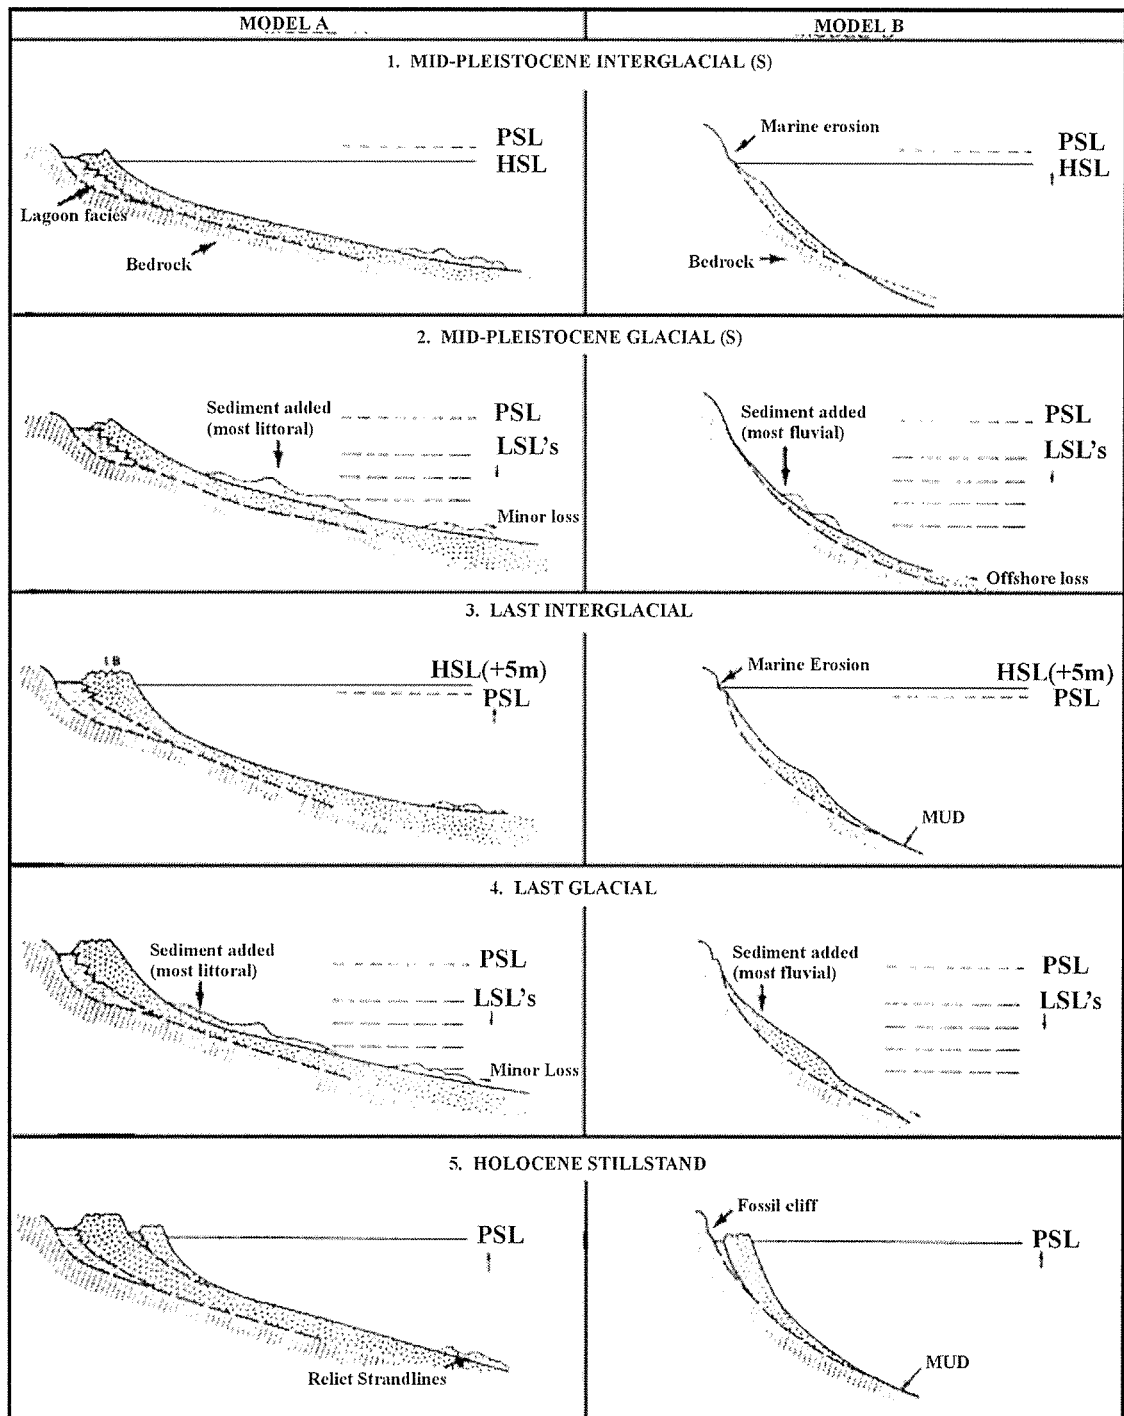 MODEL A
MODEL B
1. MID-PLEISTOCENE INTERGLACIAL (S)
PSL
HSL
Lagoon facies
Bedrock
Marine erosion
PSL
HSL
Bedrock
2. MID-PLEISTOCENE GLACIAL (S)
Sediment added
(most littoral)
PSL
LSL's
Minor loss
Sediment added
(most fluvial)
PSL
LSL's
Offshore loss
3. LAST INTERGLACIAL
HSL(+5m)
PSL
Marine Erosion
HSL(+5m)
PSL
MUD
4. LAST GLACIAL
Sediment added
(most littoral)
PSL
LSL's
Minor Loss
Sediment added
(most fluvial)
PSL
LSL's
5. HOLOCENE STILLSTAND
PSL
Relict Strandlines
Fossil cliff
PSL
MUD